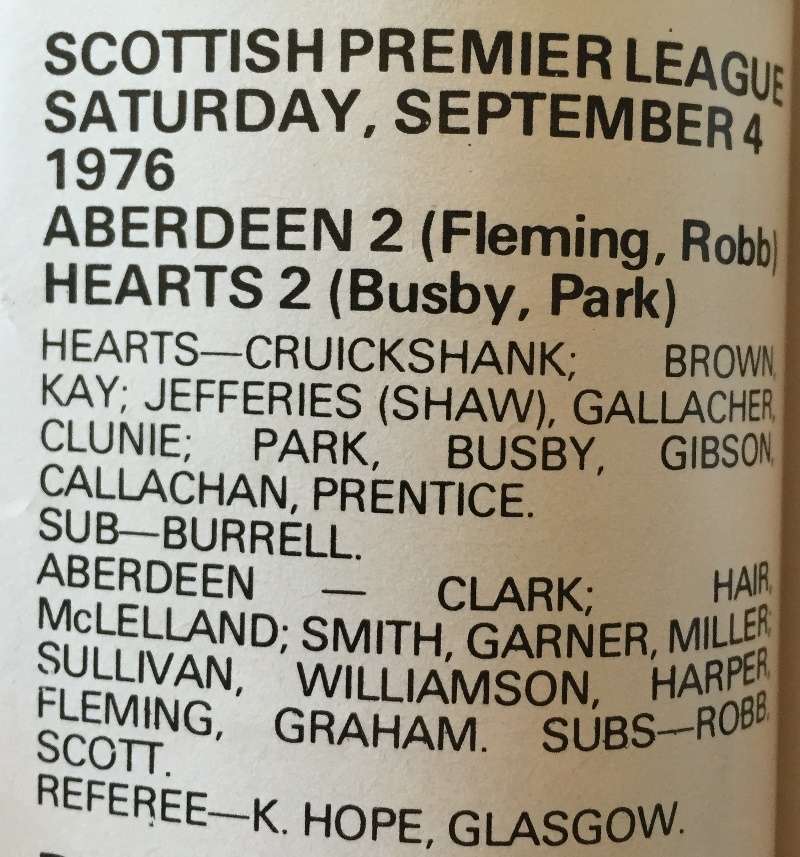 SCOTTISH PREMIER LEAGUE
SATURDAY, SEPTEMBER 4
1976
ABERDEEN 2 (Fleming, Robb)
HEARTS 2 (Busby, Park)
HEARTS—CRUICKSHANK; BROWN,
KAY; JEFFERIES (SHAW), GALLACHER,
CLUNIE; PARK, BUSBY, GIBSON,
CALLACHAN, PRENTICE.
SUB—BURRELL.
ABERDEEN — CLARK; HAIR,
McLELLAND; SMITH, GARNER, MILLER;
SULLIVAN, WILLIAMSON, HARPER,
FLEMING, GRAHAM. SUBS—ROBB,
SCOTT.
REFEREE—K. HOPE, GLASGOW.